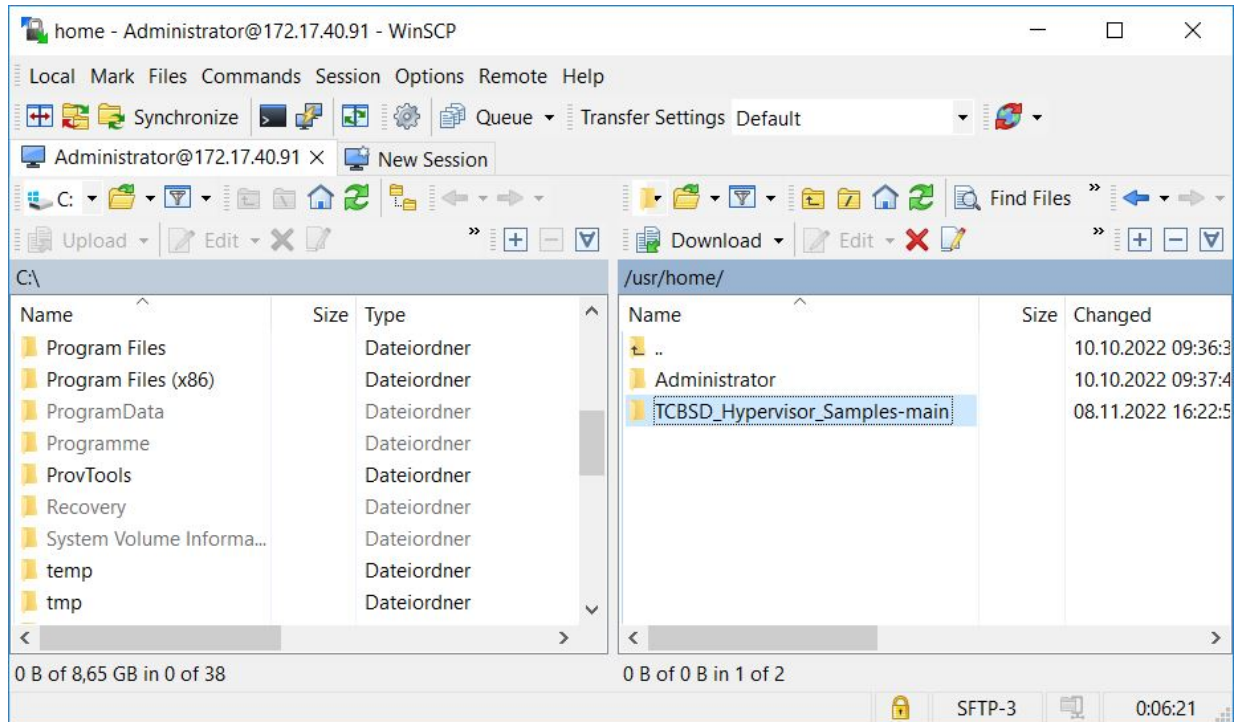 home - Administrator@172.17.40.91 - WinSCP
Local Mark Files Commands Session Options Remote Help
Synchronize Queue Transfer Settings Default
Administrator@172.17.40.91 New Session
C: Find Files
Upload Edit Download Edit
C:\ /usr/home/
Name Size Type Name Size Changed
Program Files Dateiordner .. 10.10.2022 09:36:3
Program Files (x86) Dateiordner Administrator 10.10.2022 09:37:4
ProgramData Dateiordner TCBSD_Hypervisor_Samples-main 08.11.2022 16:22:5
Programme Dateiordner
ProvTools Dateiordner
Recovery Dateiordner
System Volume Informa... Dateiordner
temp Dateiordner
tmp Dateiordner
0 B of 8,65 GB in 0 of 38 0 B of 0 B in 1 of 2
SFTP-3 0:06:21